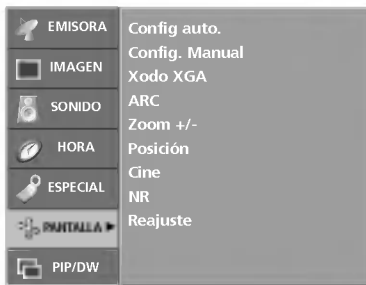 EMISORA
IMAGEN
SONIDO
HORA
ESPECIAL
PANTALLA
PIP/DW
Config auto.
Config. Manual
Xodo XGA
ARC
Zoom +/-
Posición
Cine
NR
Reajuste